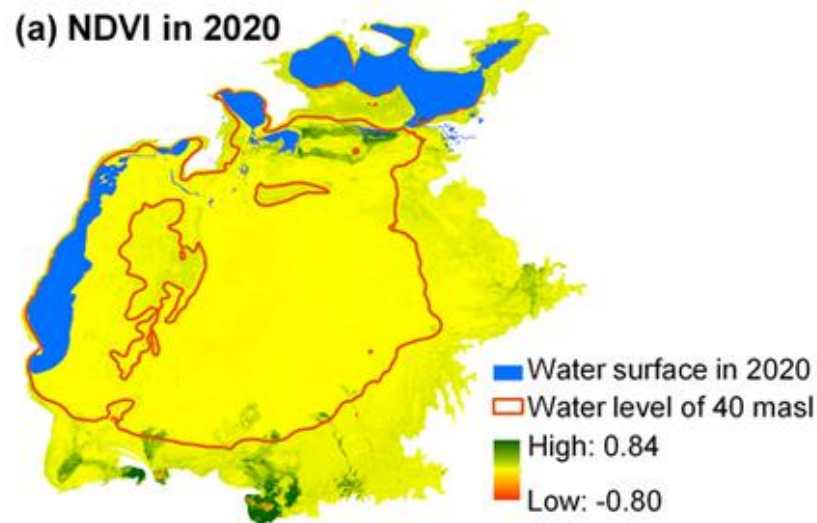 (a) NDVI in 2020
Water surface in 2020
Water level of 40 masl
High: 0.84
Low: -0.80